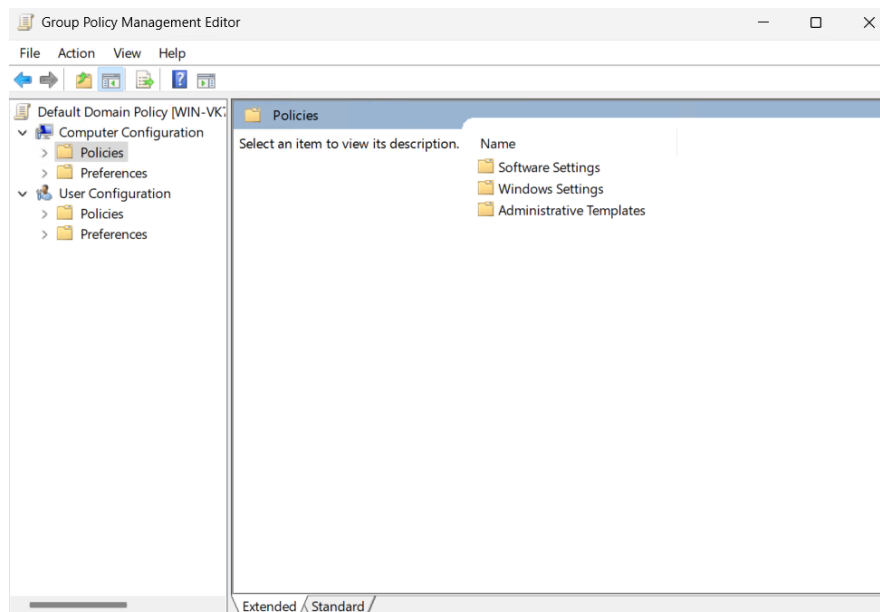 Group Policy Management Editor
File Action View Help
Default Domain Policy [WIN-VK
Computer Configuration
Policies
Preferences
User Configuration
Policies
Preferences
Policies
Select an item to view its description.
Name
Software Settings
Windows Settings
Administrative Templates
Extended Standard